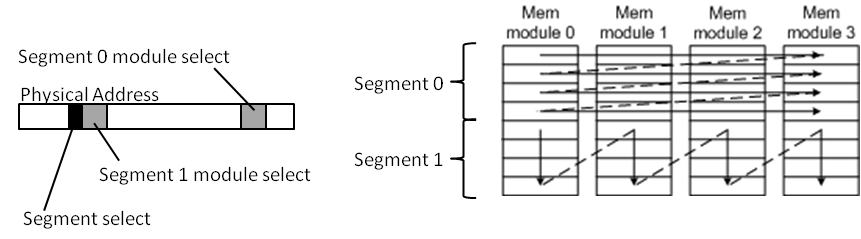 Segment 0 module select
Physical Address
Segment 1 module select
Segment select
Mem
module 0
Mem
module 1
Mem
module 2
Mem
module 3
Segment 0
Segment 1